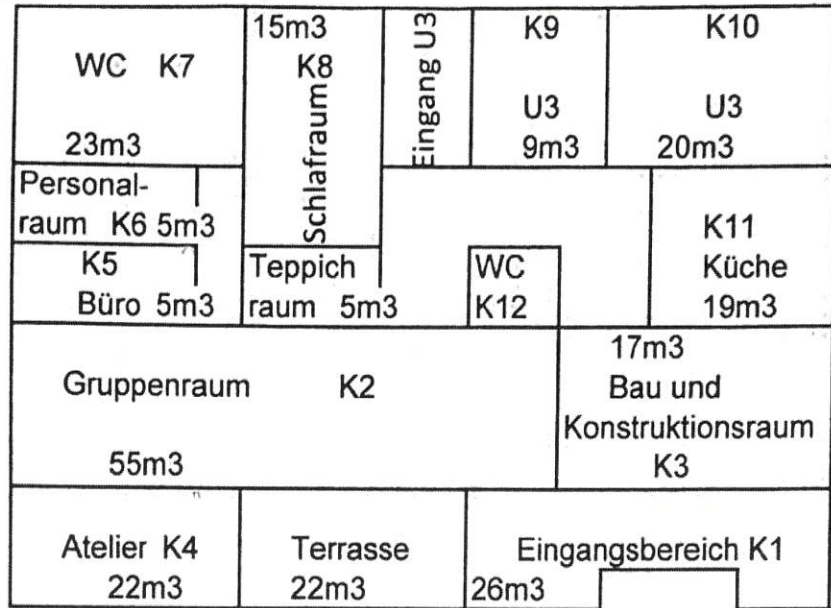 WC K7
23m3
15m3
K8
Schlafraum
Eingang U3
K9
U3
9m3
K10
U3
20m3
Personal-
raum K6 5m3
K5
Büro 5m3
Teppich
raum 5m3
WC
K12
K11
Küche
19m3
Gruppenraum K2
55m3
17m3
Bau und
Konstruktionsraum
K3
Atelier K4
22m3
Terrasse
22m3
Eingangsbereich K1
26m3